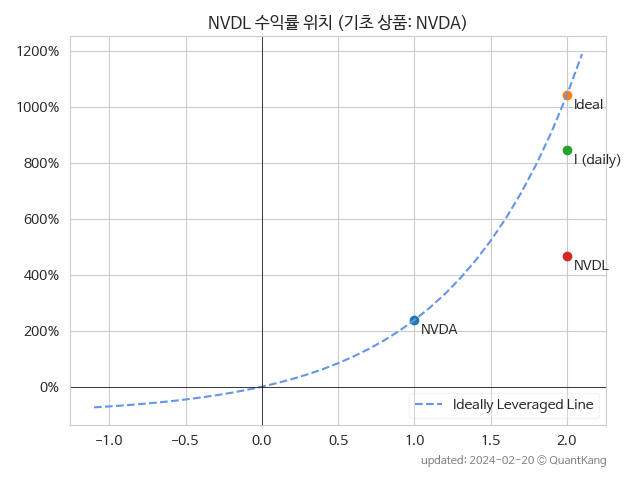 NVDL 수익률 위치 (기초 상품: NVDA)
1200%
1000%
800%
600%
400%
200%
0%
Ideal
I (daily)
NVDL
NVDA
Ideally Leveraged Line
−1.0 −0.5 0.0 0.5 1.0 1.5 2.0
updated: 2024-02-20 © QuantKang